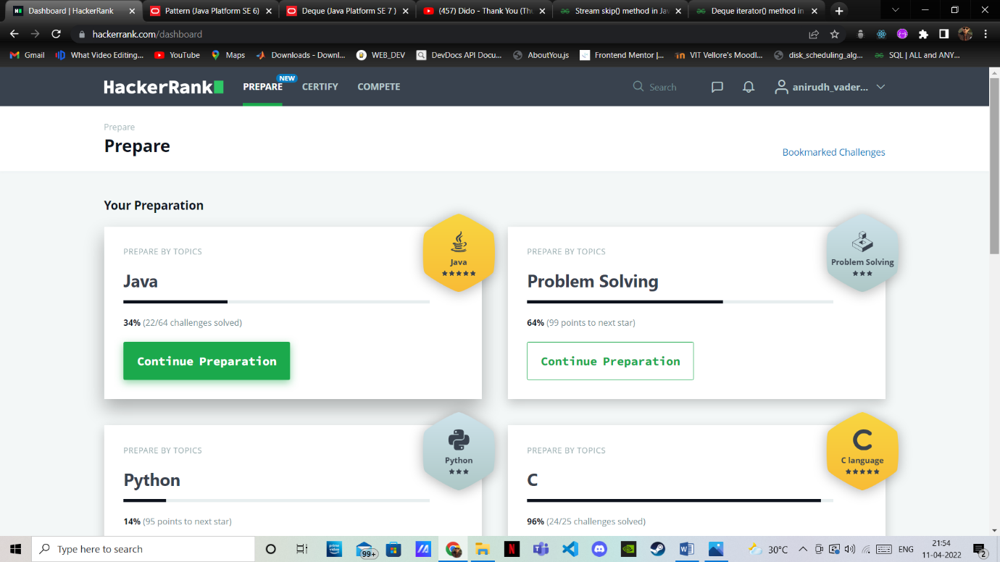 Dashboard | HackerRank
Pattern (Java Platform SE 6)
Deque (Java Platform SE 7 )
(457) Dido - Thank You (Th
Stream skip() method in Jav
Deque iterator() method in
hackerrank.com/dashboard
Gmail
What Video Editing...
YouTube
Maps
Downloads - Downl...
WEB_DEV
DevDocs API Docu...
AboutYou.js
Frontend Mentor |...
VIT Vellore's Moodl...
disk_scheduling_alg...
SQL | ALL and ANY...
HackerRank
PREPARE
NEW
CERTIFY
COMPETE
Search
anirudh_vader...
Prepare
Prepare
Bookmarked Challenges
Your Preparation
PREPARE BY TOPICS
Java
Java
34% (22/64 challenges solved)
Continue Preparation
PREPARE BY TOPICS
Problem Solving
Problem Solving
64% (99 points to next star)
Continue Preparation
PREPARE BY TOPICS
Python
Python
14% (95 points to next star)
PREPARE BY TOPICS
C language
C
96% (24/25 challenges solved)
Type here to search
prime video
99+
30°C
ENG
21:54
11-04-2022
2